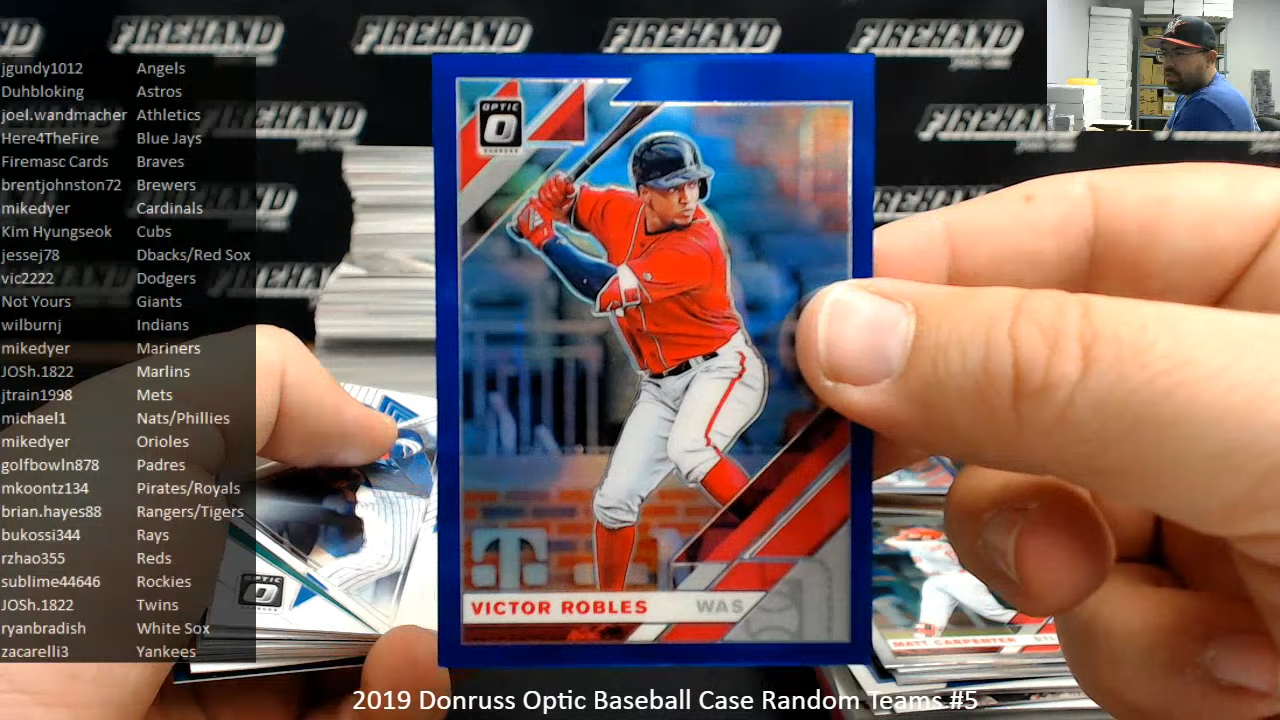 FIREHAND FIREHAND FIREHAND FIREHAND
jgundy1012 Angels
Duhbloking Astros
joel.wandmacher Athletics
Here4TheFire Blue Jays
Firemasc Cards Braves
brentjohnston72 Brewers
mikedyer Cardinals
Kim Hyungseok Cubs
jessej78 Dbacks/Red Sox
vic2222 Dodgers
Not Yours Giants
wilburnj Indians
mikedyer Mariners
JOSh.1822 Marlins
jtrain1998 Mets
michael1 Nats/Phillies
mikedyer Orioles
golfbowln878 Padres
mkoontz134 Pirates/Royals
brian.hayes88 Rangers/Tigers
bukossi344 Rays
rzhao355 Reds
sublime44646 Rockies
JOSh.1822 Twins
ryanbradish White Sox
zacarelli3 Yankees
FIREHAND
OPTIC
O
DONRUSS
T
VICTOR ROBLES WAS
OPTIC
O
MATT CARPENTER
2019 Donruss Optic Baseball Case Random Teams #5